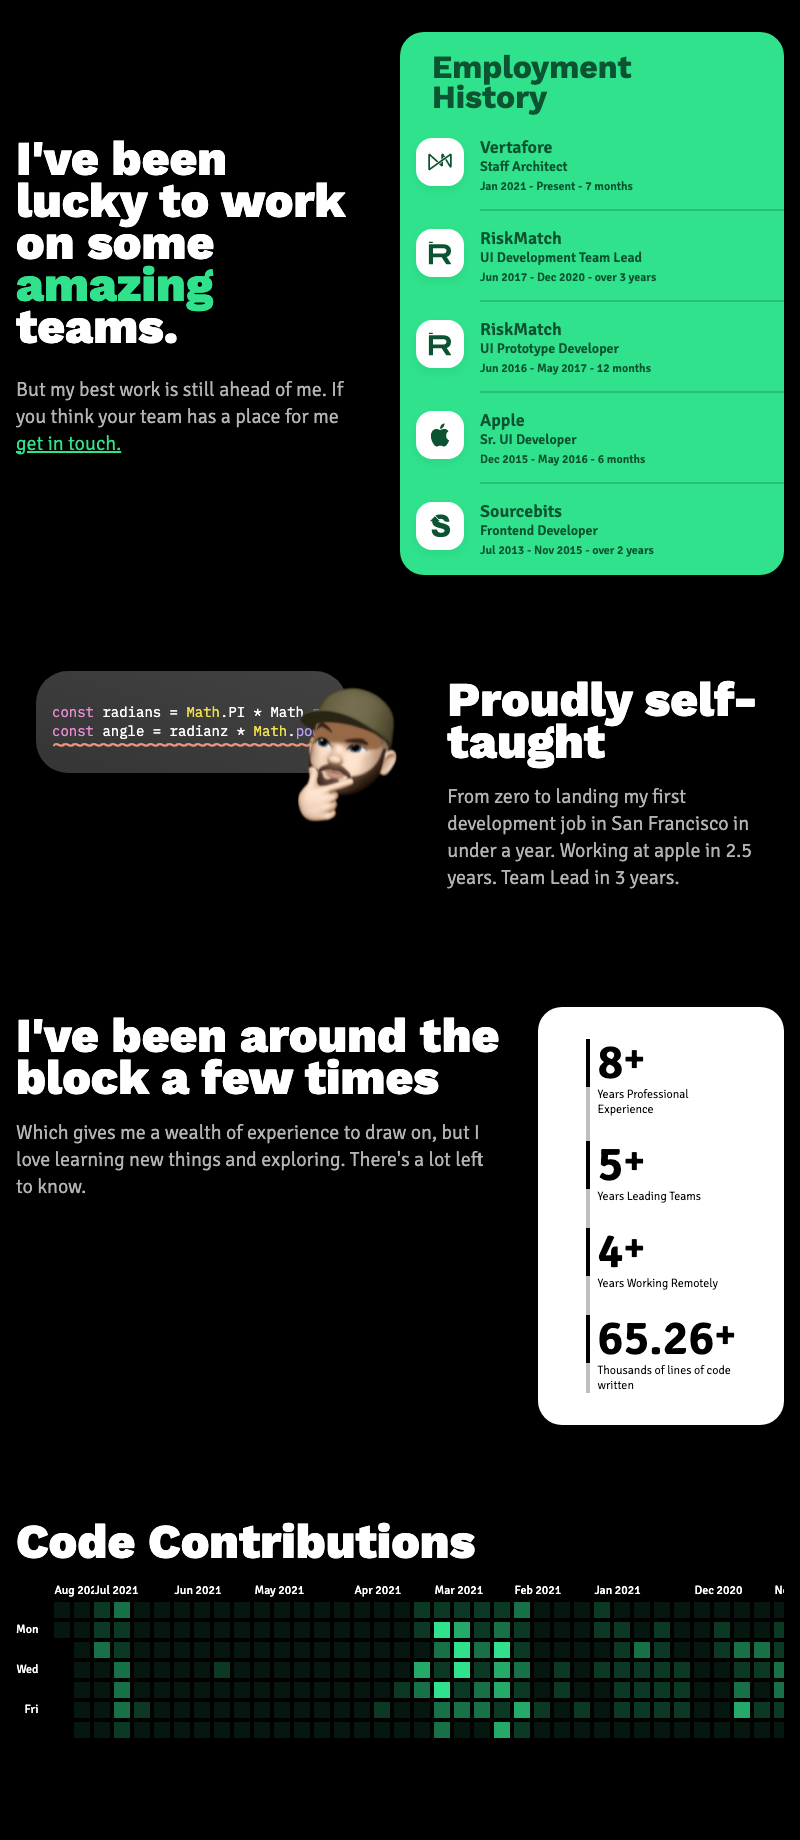 I've been
lucky to work
on some
amazing
teams.
But my best work is still ahead of me. If
you think your team has a place for me
get in touch.
Employment
History
Vertafore
Staff Architect
Jan 2021 - Present - 7 months
RiskMatch
UI Development Team Lead
Jun 2017 - Dec 2020 - over 3 years
RiskMatch
UI Prototype Developer
Jun 2016 - May 2017 - 12 months
Apple
Sr. UI Developer
Dec 2015 - May 2016 - 6 months
Sourcebits
Frontend Developer
Jul 2013 - Nov 2015 - over 2 years
const radians = Math.PI * Math
const angle = radianz * Math.po
Proudly self-
taught
From zero to landing my first
development job in San Francisco in
under a year. Working at apple in 2.5
years. Team Lead in 3 years.
I've been around the
block a few times
Which gives me a wealth of experience to draw on, but I
love learning new things and exploring. There's a lot left
to know.
8+
Years Professional
Experience
5+
Years Leading Teams
4+
Years Working Remotely
65.26+
Thousands of lines of code
written
Code Contributions
Aug 202 Jul 2021 Jun 2021 May 2021 Apr 2021 Mar 2021 Feb 2021 Jan 2021 Dec 2020
Mon
Wed
Fri